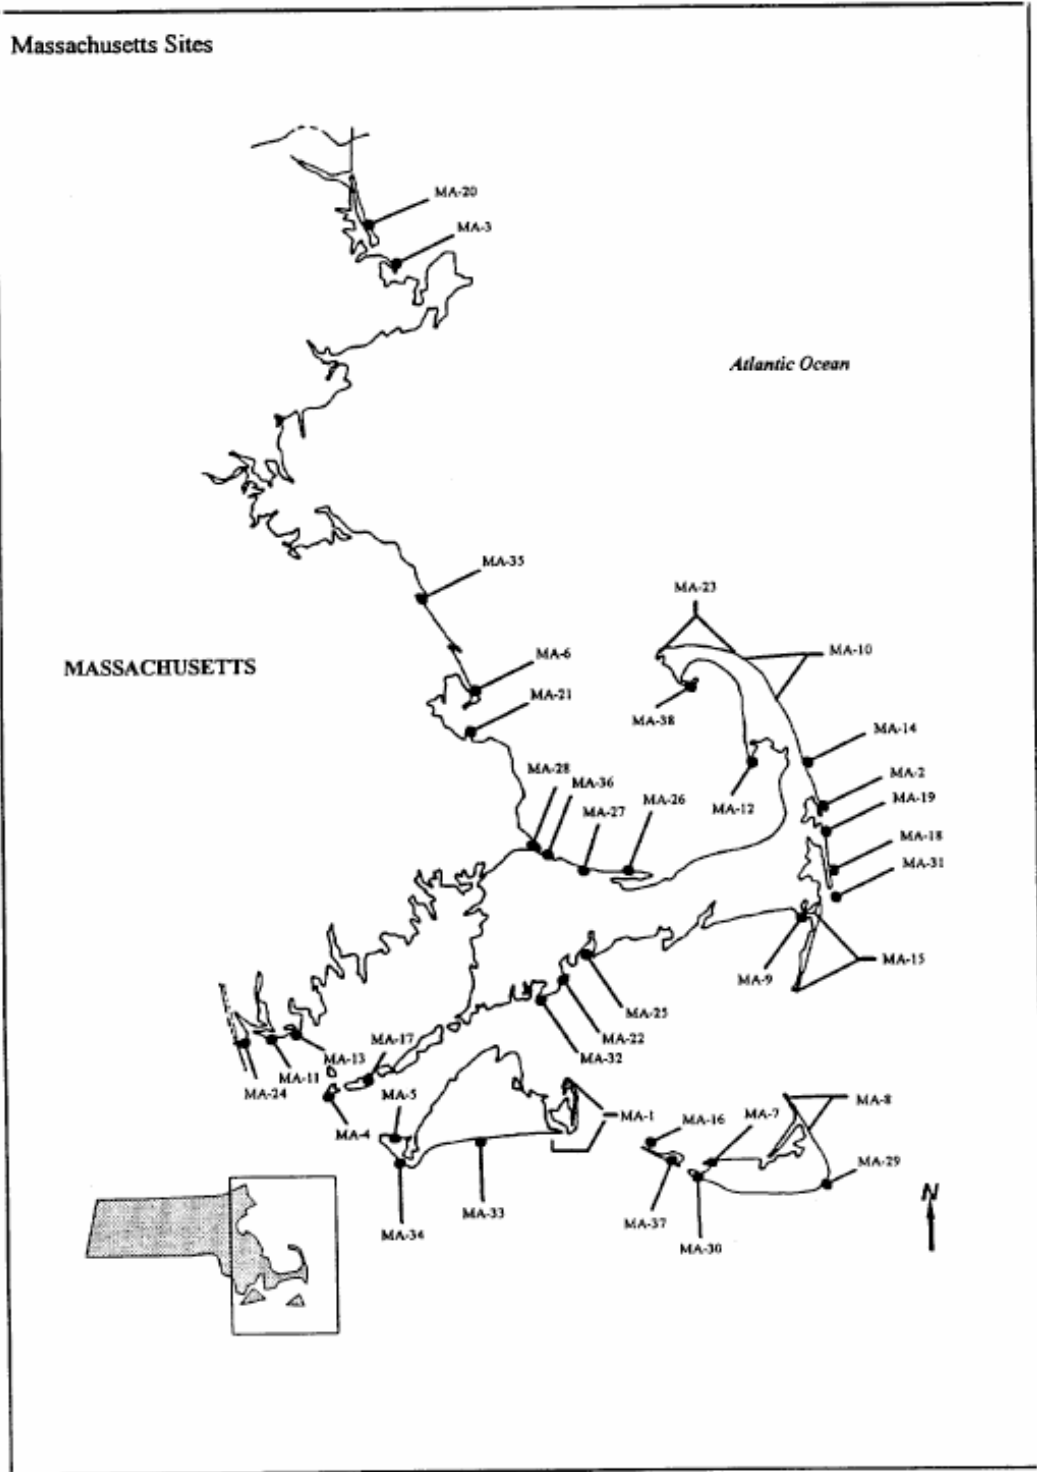 Massachusetts Sites
MA-20
MA-3
Atlantic Ocean
MA-35
MA-23
MASSACHUSETTS
MA-6
MA-10
MA-21
MA-38
MA-14
MA-28
MA-36
MA-2
MA-27
MA-26
MA-12
MA-19
MA-18
MA-31
MA-9
MA-15
MA-25
MA-22
MA-17
MA-13
MA-32
MA-11
MA-24
MA-5
MA-4
MA-1
MA-16
MA-7
MA-8
MA-29
N
MA-33
MA-37
MA-34
MA-30